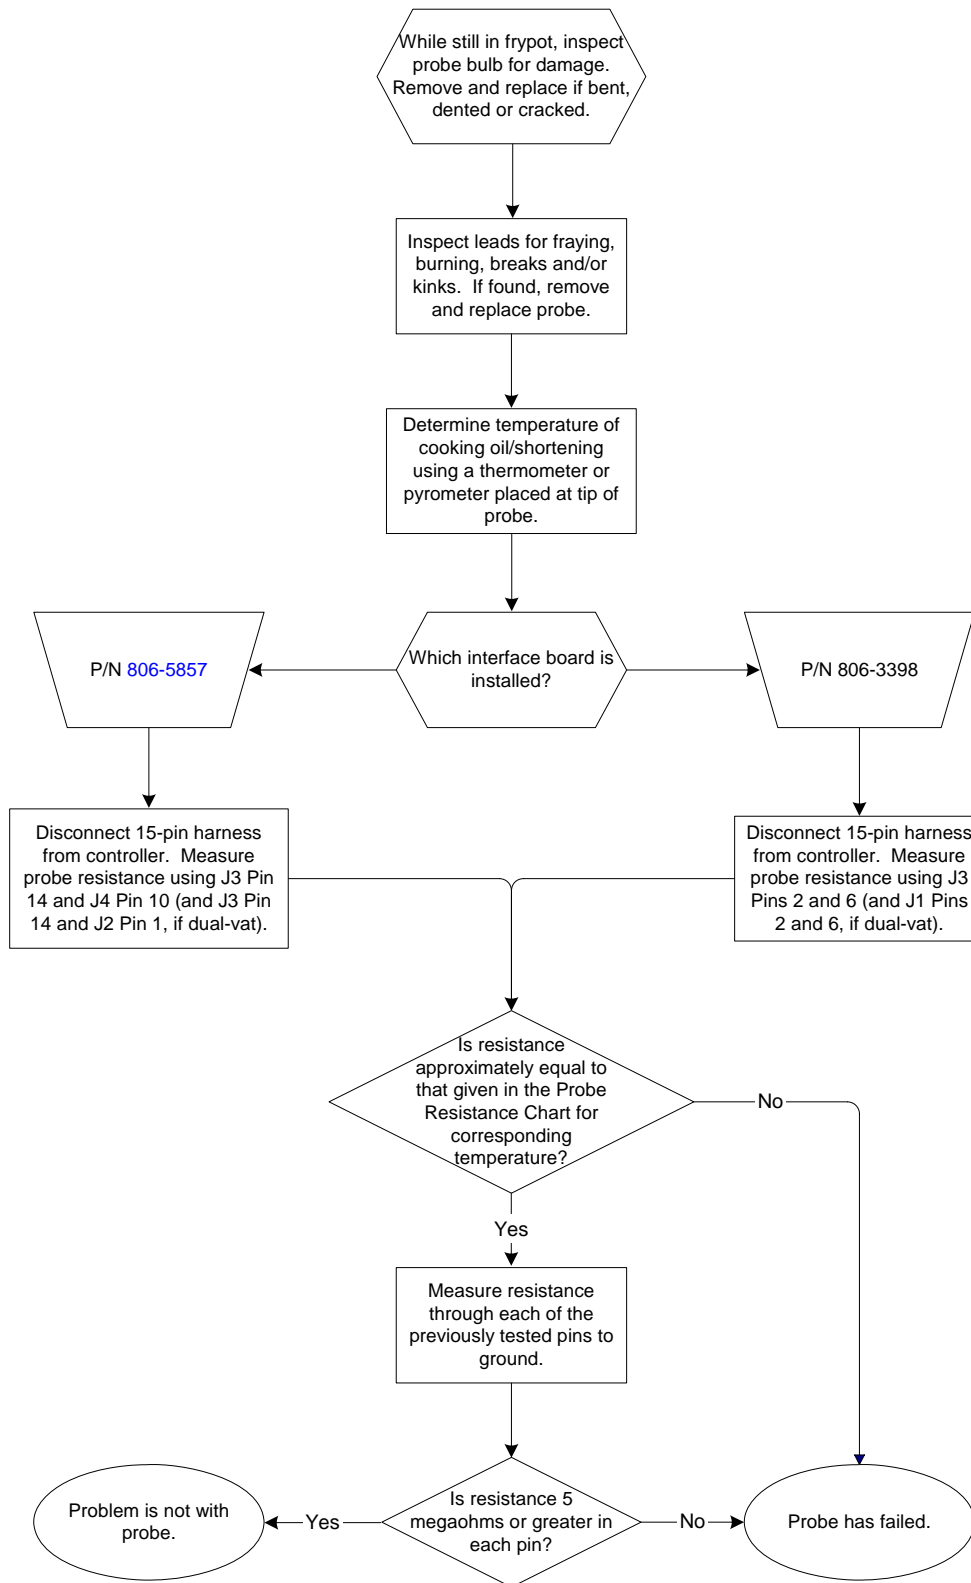 While still in frypot, inspect
probe bulb for damage.
Remove and replace if bent,
dented or cracked.
Inspect leads for fraying,
burning, breaks and/or
kinks. If found, remove
and replace probe.
Determine temperature of
cooking oil/shortening
using a thermometer or
pyrometer placed at tip of
probe.
P/N 806-5857
Which interface board is
installed?
P/N 806-3398
Disconnect 15-pin harness
from controller. Measure
probe resistance using J3 Pin
14 and J4 Pin 10 (and J3 Pin
14 and J2 Pin 1, if dual-vat).
Disconnect 15-pin harness
from controller. Measure
probe resistance using J3
Pins 2 and 6 (and J1 Pins
2 and 6, if dual-vat).
Is resistance
approximately equal to
that given in the Probe
Resistance Chart for
corresponding
temperature?
No
Yes
Measure resistance
through each of the
previously tested pins to
ground.
Problem is not with
probe.
Yes
Is resistance 5
megaohms or greater in
each pin?
No
Probe has failed.